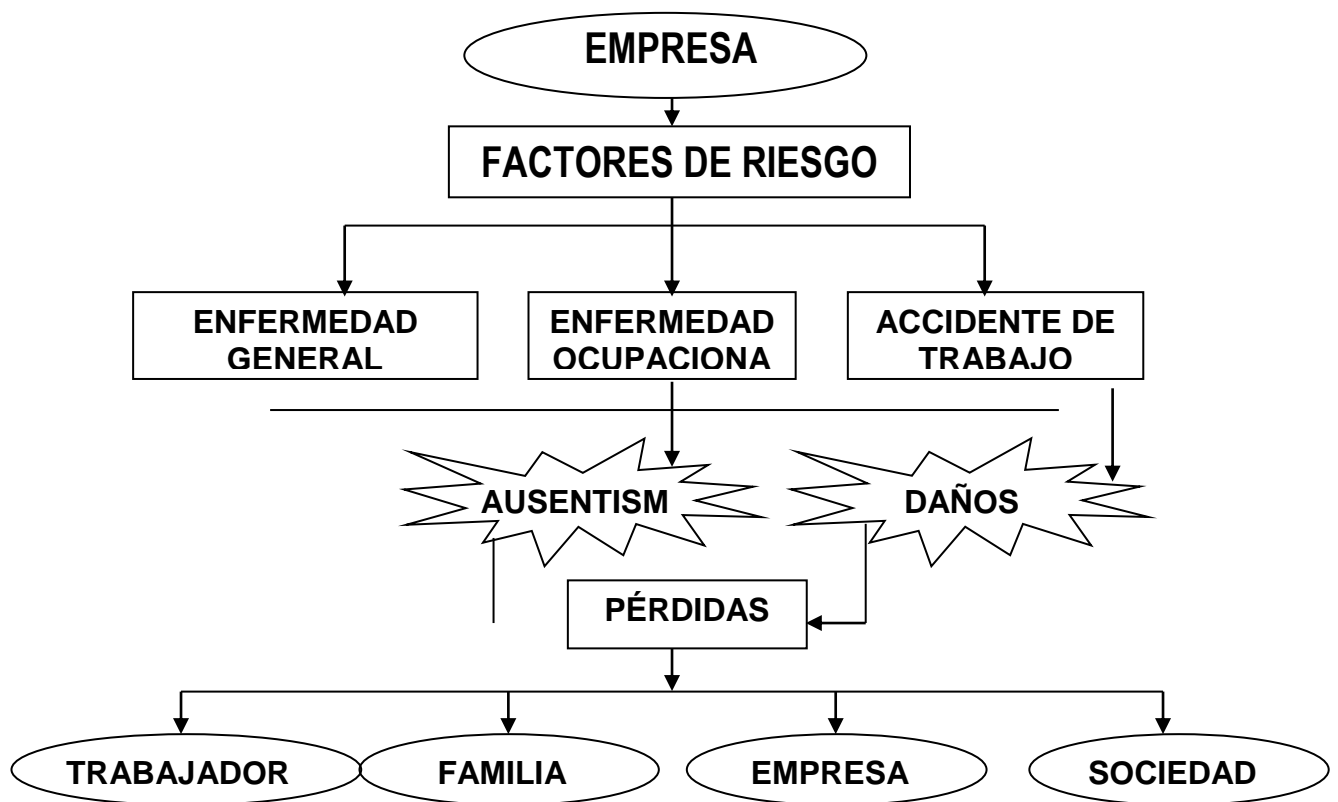 EMPRESA
FACTORES DE RIESGO
ENFERMEDAD
GENERAL
ENFERMEDAD
OCUPACIONA
ACCIDENTE DE
TRABAJO
AUSENTISM
DAÑOS
PÉRDIDAS
TRABAJADOR
FAMILIA
EMPRESA
SOCIEDAD